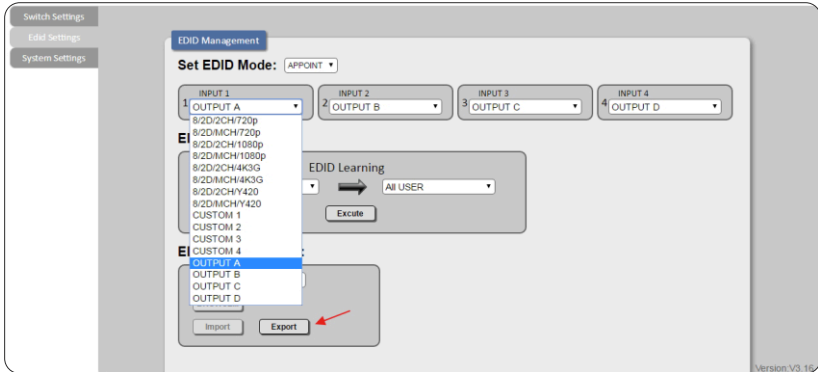 Switch Settings
Edid Settings
System Settings
EDID Management
Set EDID Mode: APPOINT
INPUT 1
1 OUTPUT A
INPUT 2
2 OUTPUT B
INPUT 3
3 OUTPUT C
INPUT 4
4 OUTPUT D
8/2D/2CH/720p
8/2D/MCH/720p
8/2D/2CH/1080p
8/2D/MCH/1080p
8/2D/2CH/4K3G
8/2D/MCH/4K3G
8/2D/2CH/Y420
8/2D/MCH/Y420
CUSTOM 1
CUSTOM 2
CUSTOM 3
CUSTOM 4
OUTPUT A
OUTPUT B
OUTPUT C
OUTPUT D
EDID Learning
All USER
Excute
Import
Export
Version:V3.16